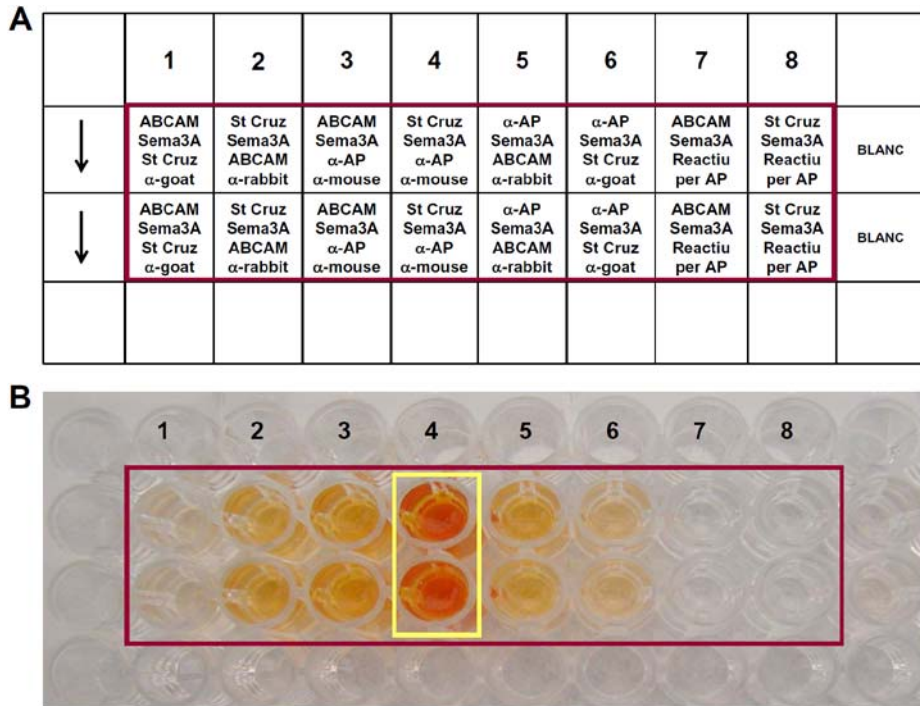 A
1 2 3 4 5 6 7 8
ABCAM
Sema3A
St Cruz
α-goat
St Cruz
Sema3A
ABCAM
α-rabbit
ABCAM
Sema3A
α-AP
α-mouse
St Cruz
Sema3A
α-AP
α-mouse
α-AP
Sema3A
ABCAM
α-rabbit
α-AP
Sema3A
St Cruz
α-goat
ABCAM
Sema3A
Reactiu
per AP
St Cruz
Sema3A
Reactiu
per AP
BLANC
ABCAM
Sema3A
St Cruz
α-goat
St Cruz
Sema3A
ABCAM
α-rabbit
ABCAM
Sema3A
α-AP
α-mouse
St Cruz
Sema3A
α-AP
α-mouse
α-AP
Sema3A
ABCAM
α-rabbit
α-AP
Sema3A
St Cruz
α-goat
ABCAM
Sema3A
Reactiu
per AP
St Cruz
Sema3A
Reactiu
per AP
BLANC
B
1 2 3 4 5 6 7 8